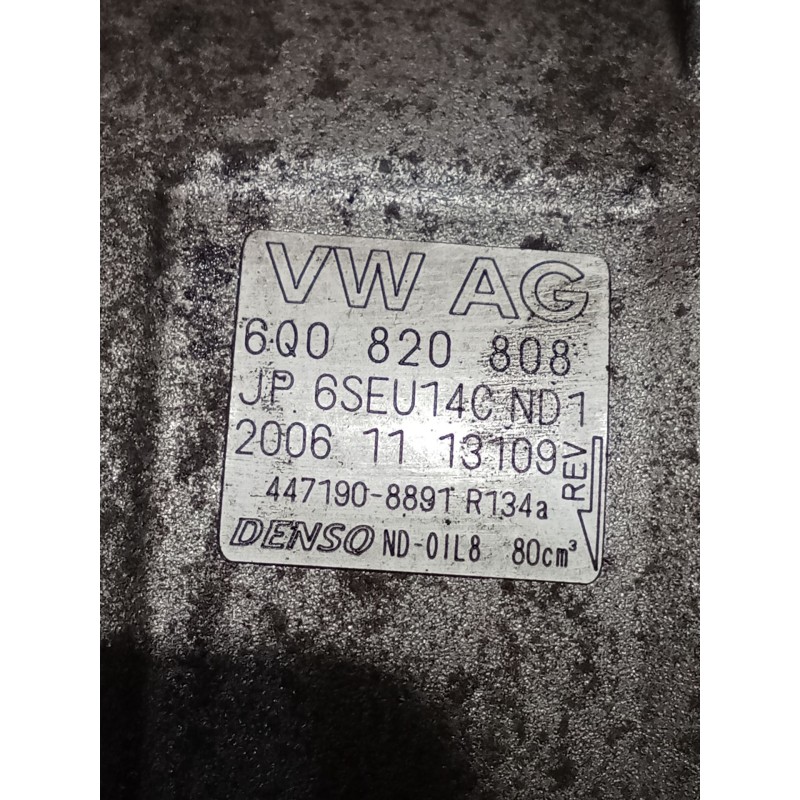 VW AG
6Q0 820 808
JP 6SEU14C ND1
2006 11 13109
REV
447190-8891 R134a
DENSO ND-OIL8 80cm³